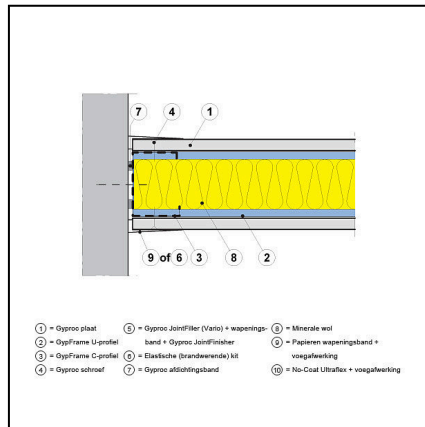 7 4 1
9 of 6 3 8 2
1 = Gyproc plaat
2 = GypFrame U-profiel
3 = GypFrame C-profiel
4 = Gyproc schroef
5 = Gyproc JointFiller (Vario) + wapenings-
band + Gyproc JointFinisher
6 = Elastische (brandwerende) kit
7 = Gyproc afdichtingsband
8 = Minerale wol
9 = Papieren wapeningsband +
voegafwerking
10 = No-Coat Ultraflex + voegafwerking